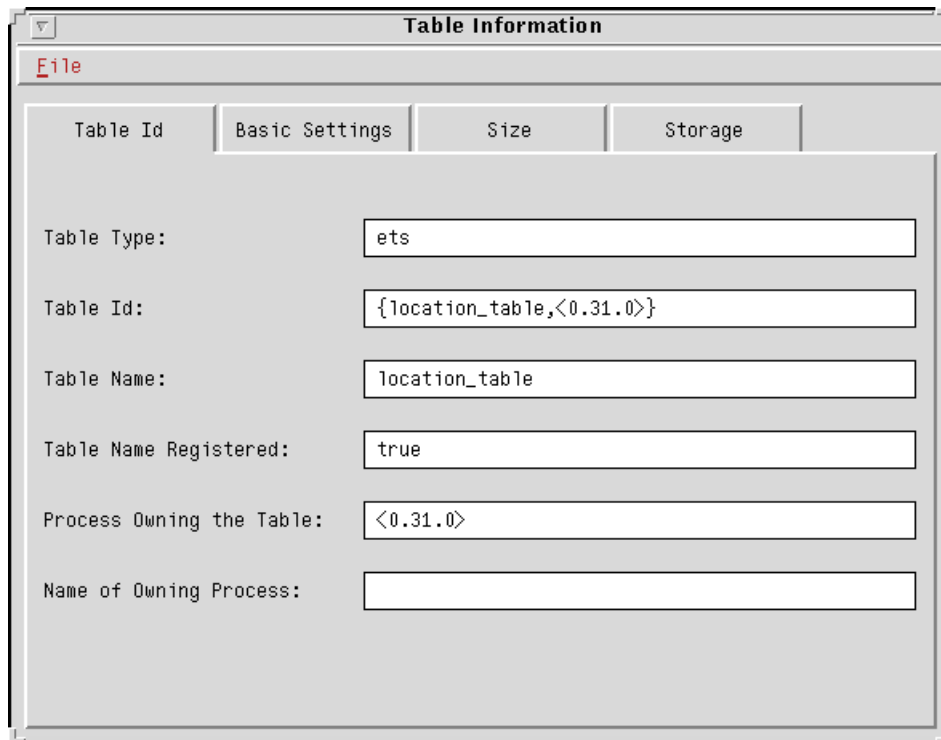 Table Information
File
Table Id Basic Settings Size Storage
Table Type: ets
Table Id: {location_table,<0.31.0>}
Table Name: location_table
Table Name Registered: true
Process Owning the Table: <0.31.0>
Name of Owning Process: